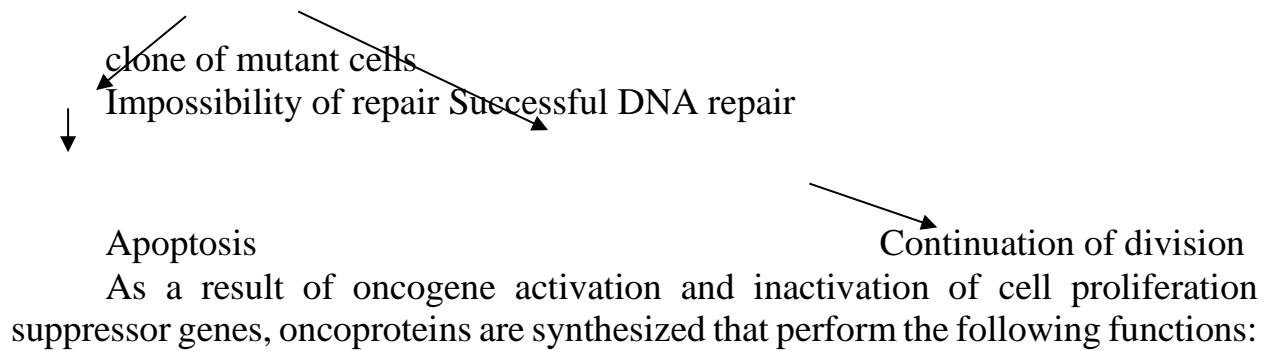 clone of mutant cells
Impossibility of repair Successful DNA repair
Apoptosis Continuation of division
As a result of oncogene activation and inactivation of cell proliferation
suppressor genes, oncoproteins are synthesized that perform the following functions: